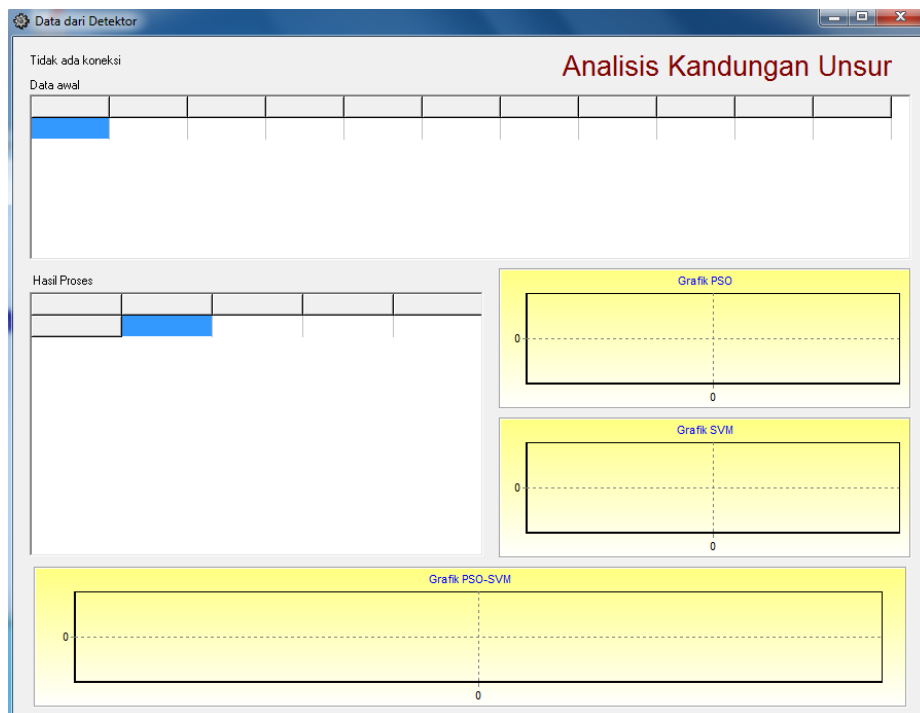 Data dari Detektor
Tidak ada koneksi
Analisis Kandungan Unsur
Data awal
Hasil Proses
Grafik PSO
0
0
Grafik SVM
0
0
Grafik PSO-SVM
0
0